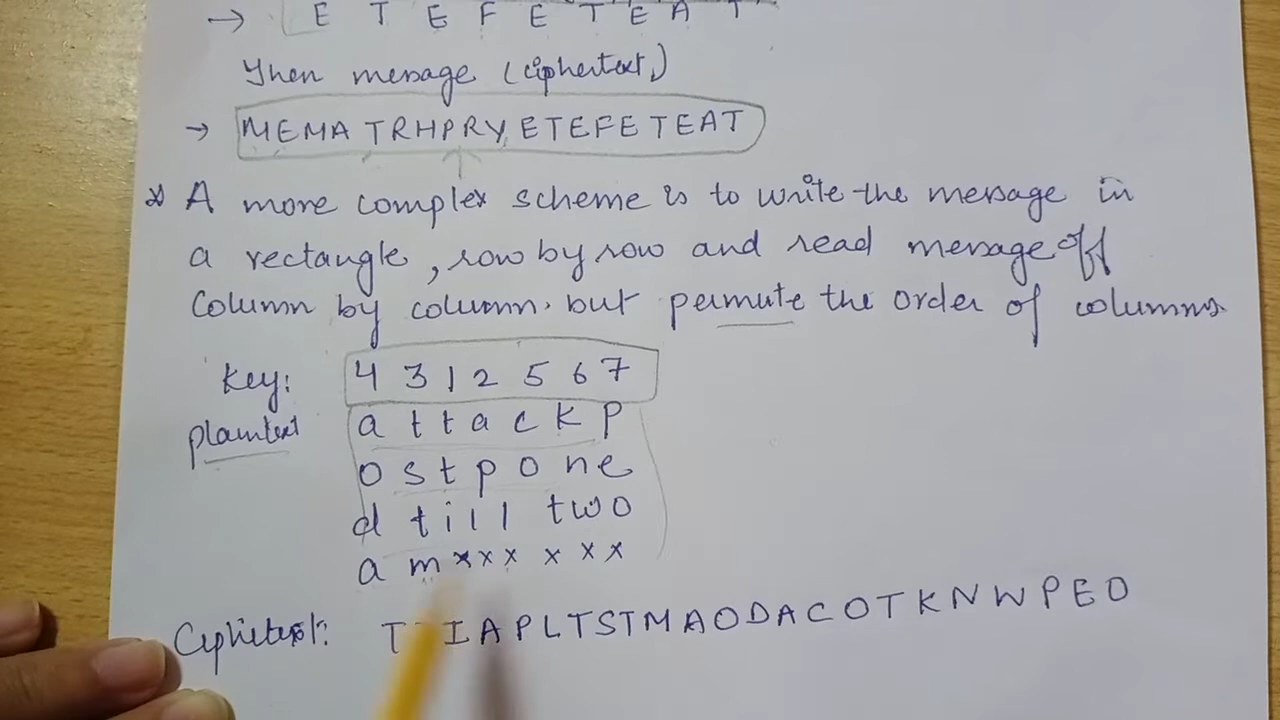 → E T E F E T E A T
Then message (ciphertext)
→ MEMATRHPRYETEFETEAT
A more complex scheme is to write the message in
a rectangle, row by row and read message off
column by column, but permute the order of columns.
Key: 4 3 1 2 5 6 7
plaintext a t t a c k p
o s t p o n e
d t i l l t w o
a m x x x x x x
Ciphertext: T I A P L T S T M A O D A C O T K N W P E O